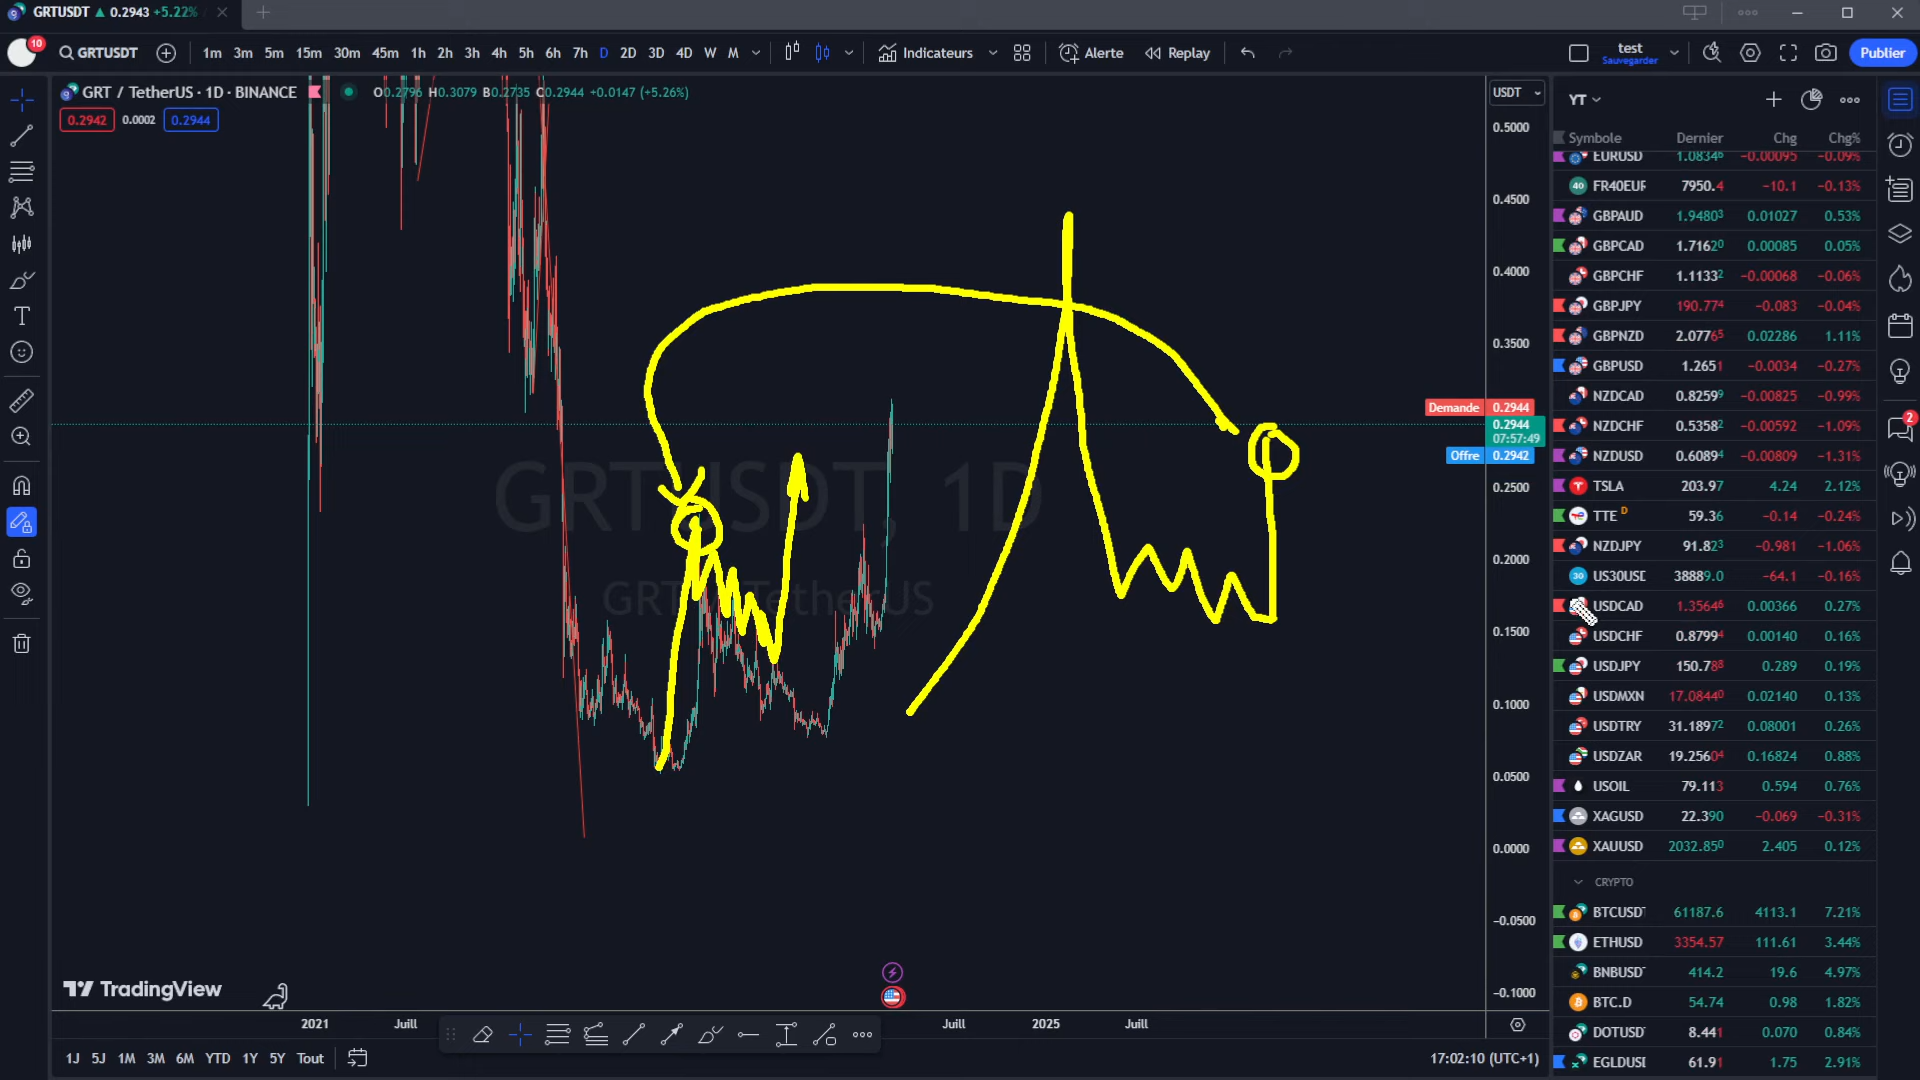 GRTUSDT ▲ 0.2943 +5.22%
10
GRTUSDT 1m 3m 5m 15m 30m 45m 1h 2h 3h 4h 5h 6h 7h D 2D 3D 4D W M Indicateurs Alerte Replay test Sauvegarder Publier
GRT / TetherUS · 1D · BINANCE O0.2796 H0.3079 B0.2735 C0.2944 +0.0147 (+5.26%)
0.2942 0.0002 0.2944
USDT
0.5000
0.4500
0.4000
0.3500
Demande 0.2944
0.2944
07:57:49
Offre 0.2942
0.2500
0.2000
0.1500
0.1000
0.0500
0.0000
−0.0500
−0.1000
GRTUSDT, 1D
TradingView
2021 Juill Juill 2025 Juill
1J 5J 1M 3M 6M YTD 1Y 5Y Tout
17:02:10 (UTC+1)
YT
Symbole Dernier Chg Chg%
EURUSD 1.08346 −0.00095 −0.09%
40 FR40EUR 7950.4 −10.1 −0.13%
GBPAUD 1.94803 0.01027 0.53%
GBPCAD 1.71620 0.00085 0.05%
GBPCHF 1.11332 −0.00068 −0.06%
GBPJPY 190.774 −0.083 −0.04%
GBPNZD 2.07765 0.02286 1.11%
GBPUSD 1.2651 −0.0034 −0.27%
NZDCAD 0.82599 −0.00825 −0.99%
NZDCHF 0.53582 −0.00592 −1.09%
NZDUSD 0.60894 −0.00809 −1.31%
TSLA 203.97 4.24 2.12%
TTE D 59.36 −0.14 −0.24%
NZDJPY 91.823 −0.981 −1.06%
30 US30USD 38889.0 −64.1 −0.16%
USDCAD 1.35646 0.00366 0.27%
USDCHF 0.87994 0.00140 0.16%
USDJPY 150.788 0.289 0.19%
USDMXN 17.08440 0.02140 0.13%
USDTRY 31.18972 0.08001 0.26%
USDZAR 19.25604 0.16824 0.88%
USOIL 79.113 0.594 0.76%
XAGUSD 22.390 −0.069 −0.31%
XAUUSD 2032.850 2.405 0.12%
CRYPTO
BTCUSDT 61187.6 4113.1 7.21%
ETHUSD 3354.57 111.61 3.44%
BNBUSDT 414.2 19.6 4.97%
BTC.D 54.74 0.98 1.82%
DOTUSDT 8.441 0.070 0.84%
EGLDUSD 61.91 1.75 2.91%
2